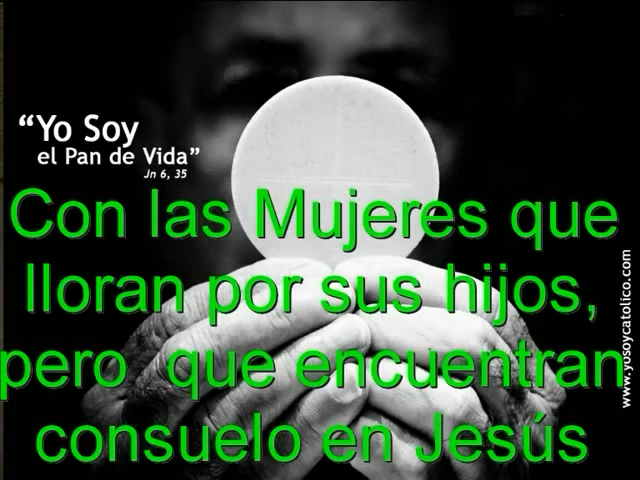 “Yo Soy
el Pan de Vida”
Jn 6, 35
Con las Mujeres que
lloran por sus hijos,
pero  que encuentran
consuelo en Jesús
www.yosoycatolico.com